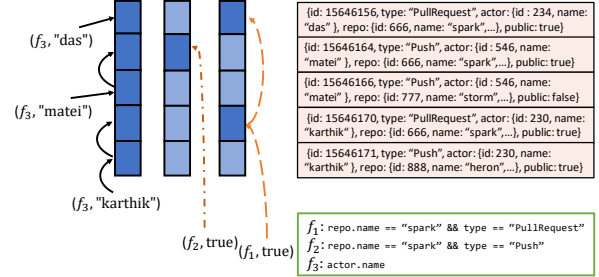 (f₃, "das")
(f₃, "matei")
(f₃, "karthik")
(f₂, true)
(f₁, true)
{id: 15646156, type: “PullRequest”, actor: {id : 234, name:
“das” }, repo: {id: 666, name: “spark”,…}, public: true}
{id: 15646164, type: “Push”, actor: {id : 546, name:
“matei” }, repo: {id: 666, name: “spark”,…}, public: true}
{id: 15646166, type: “Push”, actor: {id: 546, name:
“matei” }, repo: {id: 777, name: “storm”,…}, public: false}
{id: 15646170, type: “PullRequest”, actor: {id: 230, name:
“karthik” }, repo: {id: 666, name: “spark”,…}, public: true}
{id: 15646171, type: “Push”, actor: {id: 230, name:
“karthik” }, repo: {id: 888, name: “heron”,…}, public: true}
f₁: repo.name == “spark” && type == “PullRequest”
f₂: repo.name == “spark” && type == “Push”
f₃: actor.name